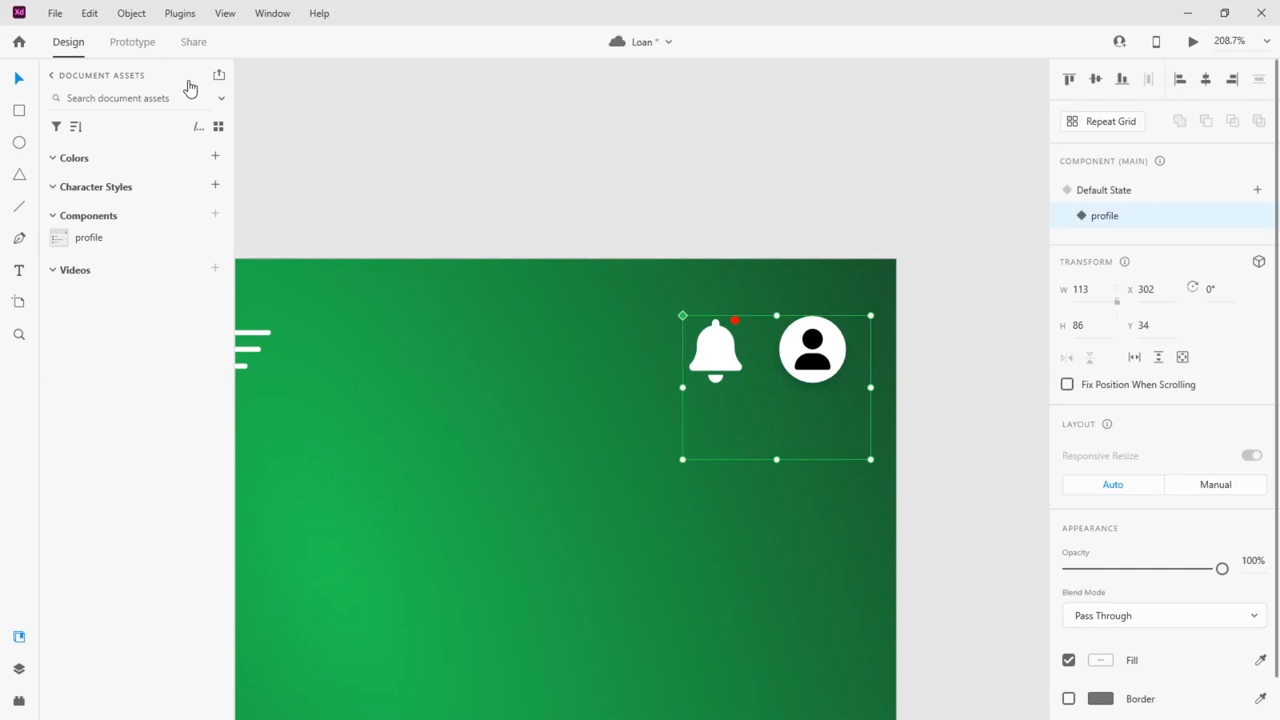 Xd File Edit Object Plugins View Window Help
Design Prototype Share Loan * 208.7%
DOCUMENT ASSETS
Search document assets
/...
Colors
Character Styles
Components
profile
Videos
Repeat Grid
COMPONENT (MAIN)
Default State
profile
TRANSFORM
W 113 X 302 0°
H 86 Y 34
Fix Position When Scrolling
LAYOUT
Responsive Resize
Auto Manual
APPEARANCE
Opacity
100%
Blend Mode
Pass Through
Fill
Border